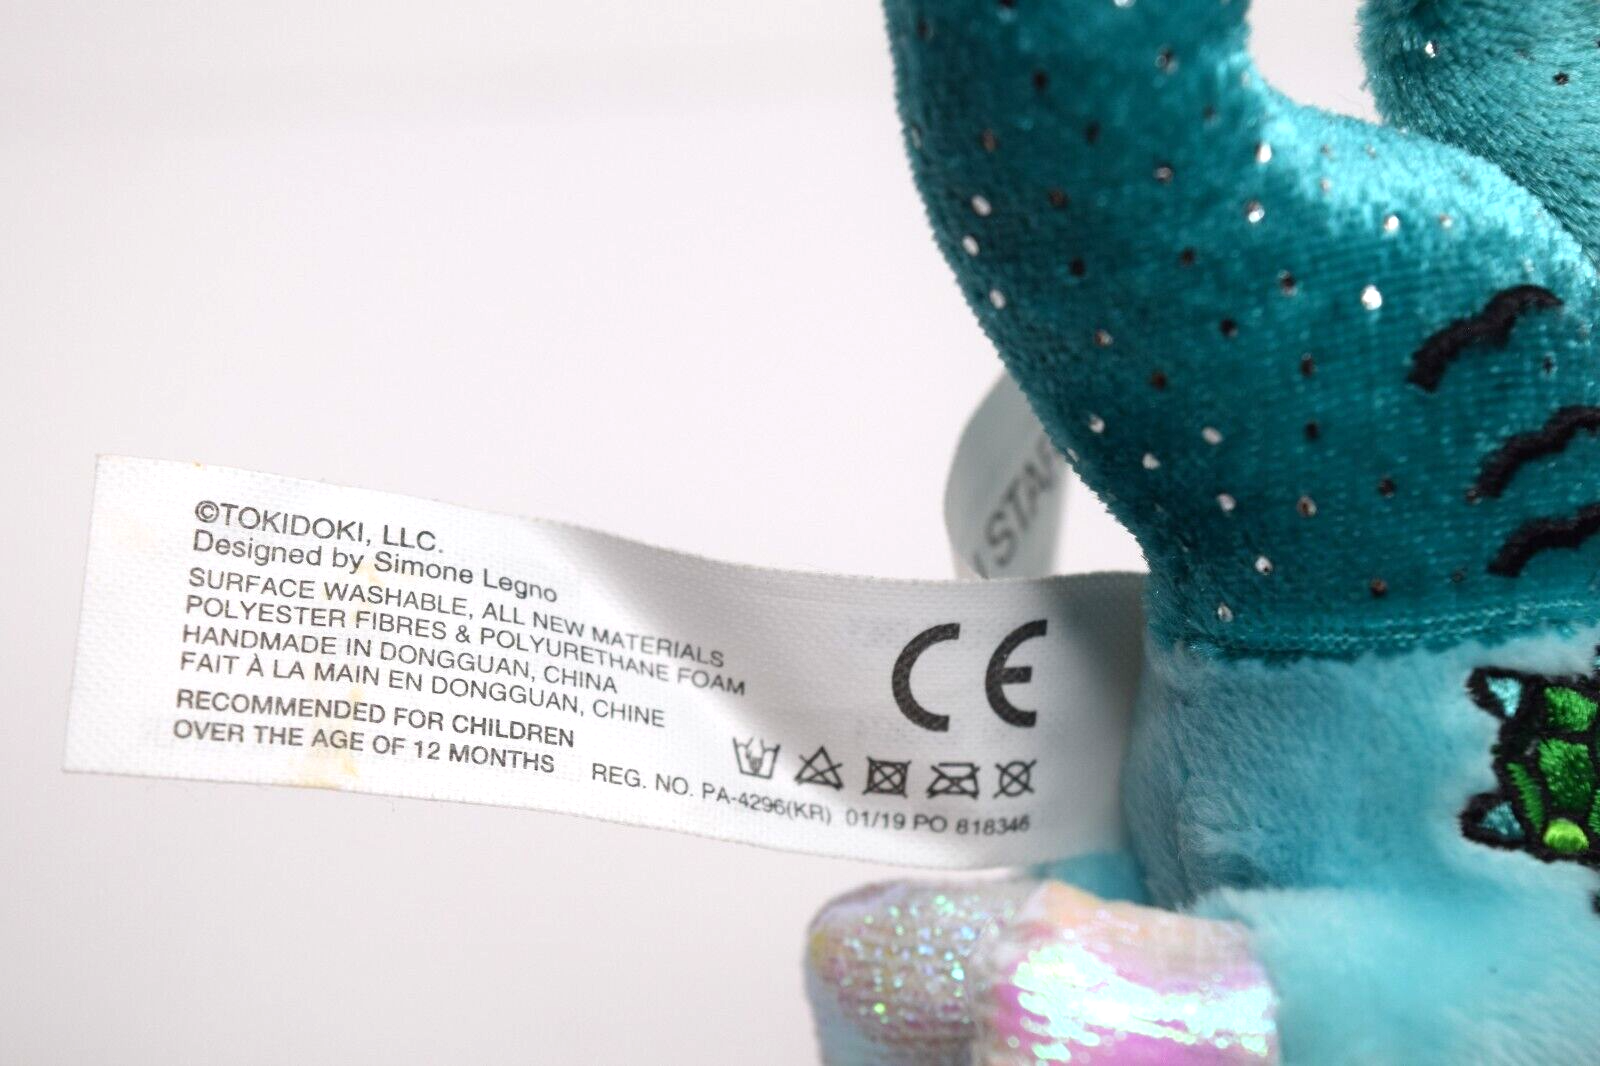 ©TOKIDOKI, LLC.
Designed by Simone Legno
SURFACE WASHABLE, ALL NEW MATERIALS
POLYESTER FIBRES & POLYURETHANE FOAM
HANDMADE IN DONGGUAN, CHINA
FAIT À LA MAIN EN DONGGUAN, CHINE
RECOMMENDED FOR CHILDREN
OVER THE AGE OF 12 MONTHS
CE
REG. NO. PA-4296(KR) 01/19 PO 818346